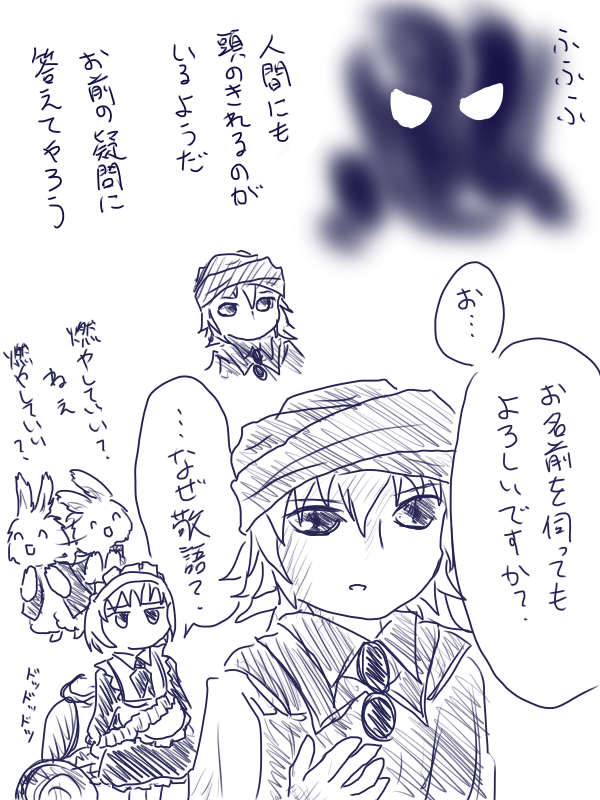 ふふふ
人間にも
頭のきれるのが
いるようだ
お前の疑問に
答えてやろう
お…
お名前を伺っても
よろしいですか?
…なぜ敬語?
燃やしていい?
ねぇ
燃やしていい?
ドッドッドッ